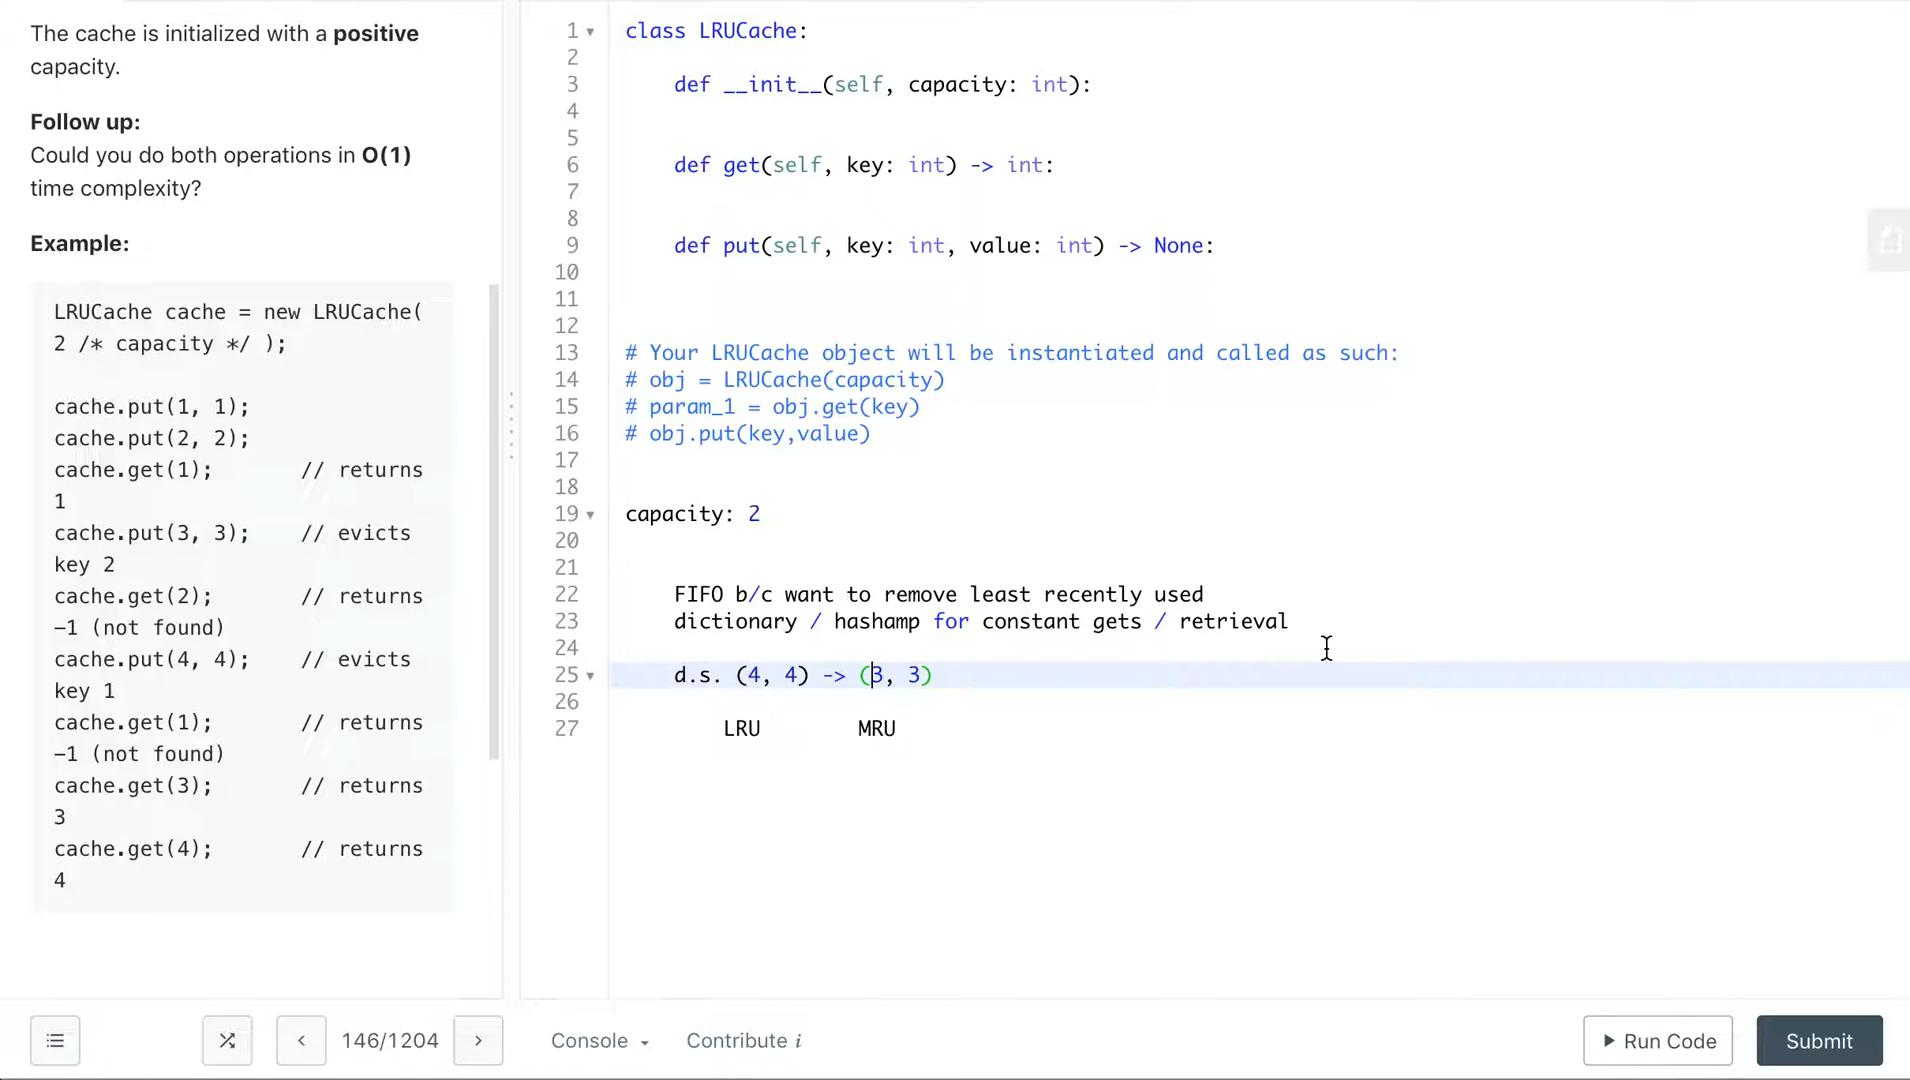 The cache is initialized with a positive
capacity.
Follow up:
Could you do both operations in O(1)
time complexity?
Example:
LRUCache cache = new LRUCache(
2 /* capacity */ );
cache.put(1, 1);
cache.put(2, 2);
cache.get(1);       // returns
1
cache.put(3, 3);    // evicts
key 2
cache.get(2);       // returns
−1 (not found)
cache.put(4, 4);    // evicts
key 1
cache.get(1);       // returns
−1 (not found)
cache.get(3);       // returns
3
cache.get(4);       // returns
4
146/1204
1 class LRUCache:
2
3     def __init__(self, capacity: int):
4
5
6     def get(self, key: int) -> int:
7
8
9     def put(self, key: int, value: int) -> None:
10
11
12
13 # Your LRUCache object will be instantiated and called as such:
14 # obj = LRUCache(capacity)
15 # param_1 = obj.get(key)
16 # obj.put(key,value)
17
18
19 capacity: 2
20
21
22     FIFO b/c want to remove least recently used
23     dictionary / hashamp for constant gets / retrieval
24
25     d.s. (4, 4) -> (3, 3)
26
27         LRU        MRU
Console Contribute i Run Code Submit